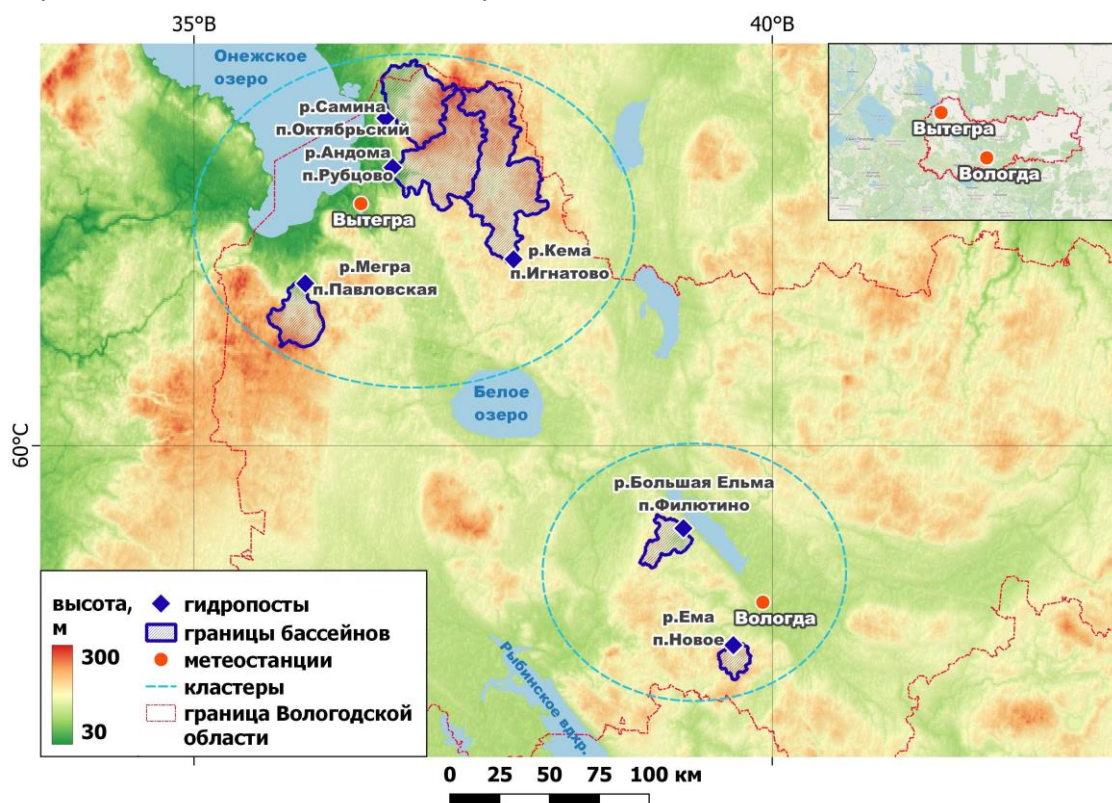 35°В
40°В
Онежское
озеро
р.Самина
п.Октябрьский
р.Андома
п.Рубцово
Вытегра
р.Кема
п.Игнатово
р.Мегра
п.Павловская
Белое
озеро
60°С
р.Большая Ельма
п.Филютино
р.Ема
п.Новое
Вологда
Рыбинское вдхр.
Вытегра
Вологда
высота,
м
300
30
гидропосты
границы бассейнов
метеостанции
кластеры
граница Вологодской
области
0 25 50 75 100 км